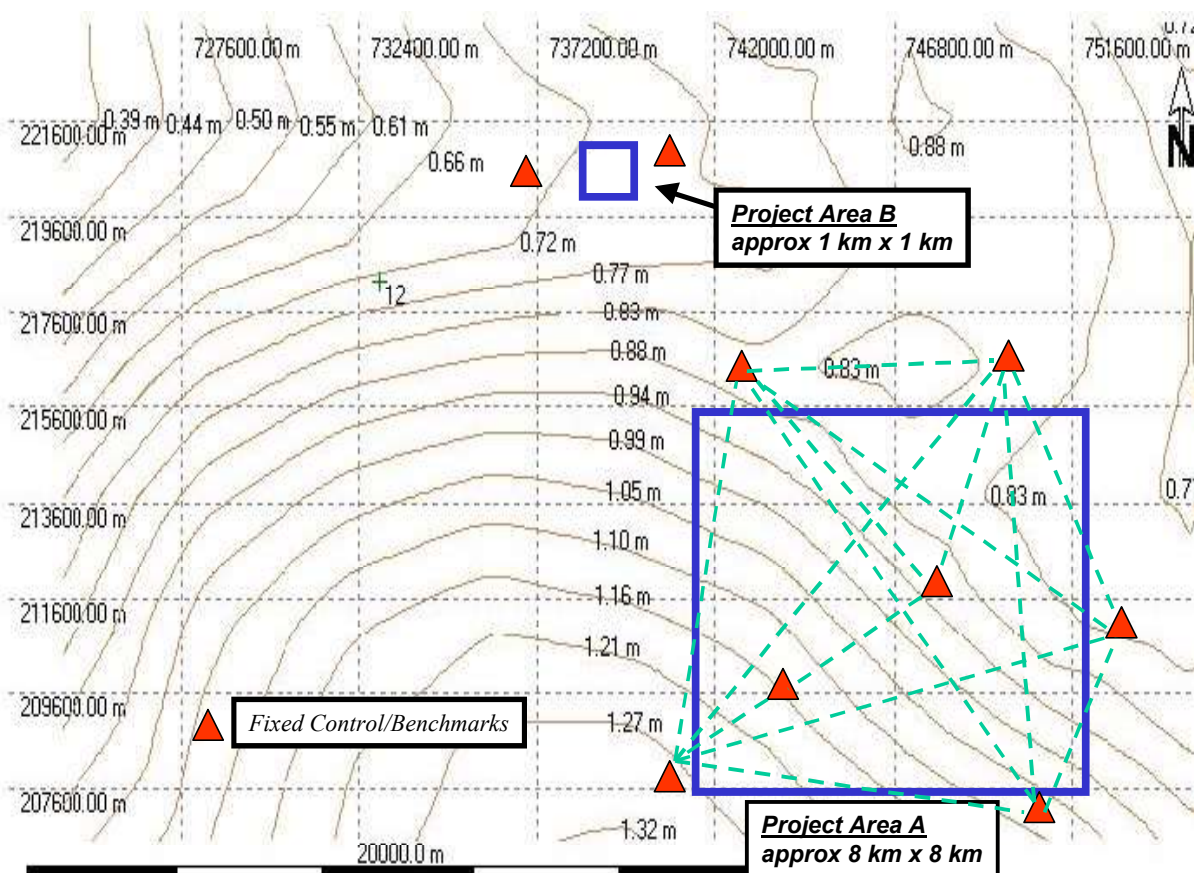 0.72
727600.00 m 732400.00 m 737200.00 m 742000.00 m 746800.00 m 751600.00 m
0.39 m 0.44 m 0.50 m 0.55 m 0.61 m
221600.00 m
0.88 m
N
0.66 m
Project Area B
approx 1 km x 1 km
219600.00 m
0.72 m
0.77 m
12
217600.00 m
0.83 m
0.88 m
0.83 m
0.94 m
215600.00 m
0.99 m
1.05 m
0.83 m
0.7
213600.00 m
1.10 m
1.16 m
211600.00 m
1.21 m
209600.00 m
Fixed Control/Benchmarks
1.27 m
207600.00 m
1.32 m
Project Area A
approx 8 km x 8 km
20000.0 m